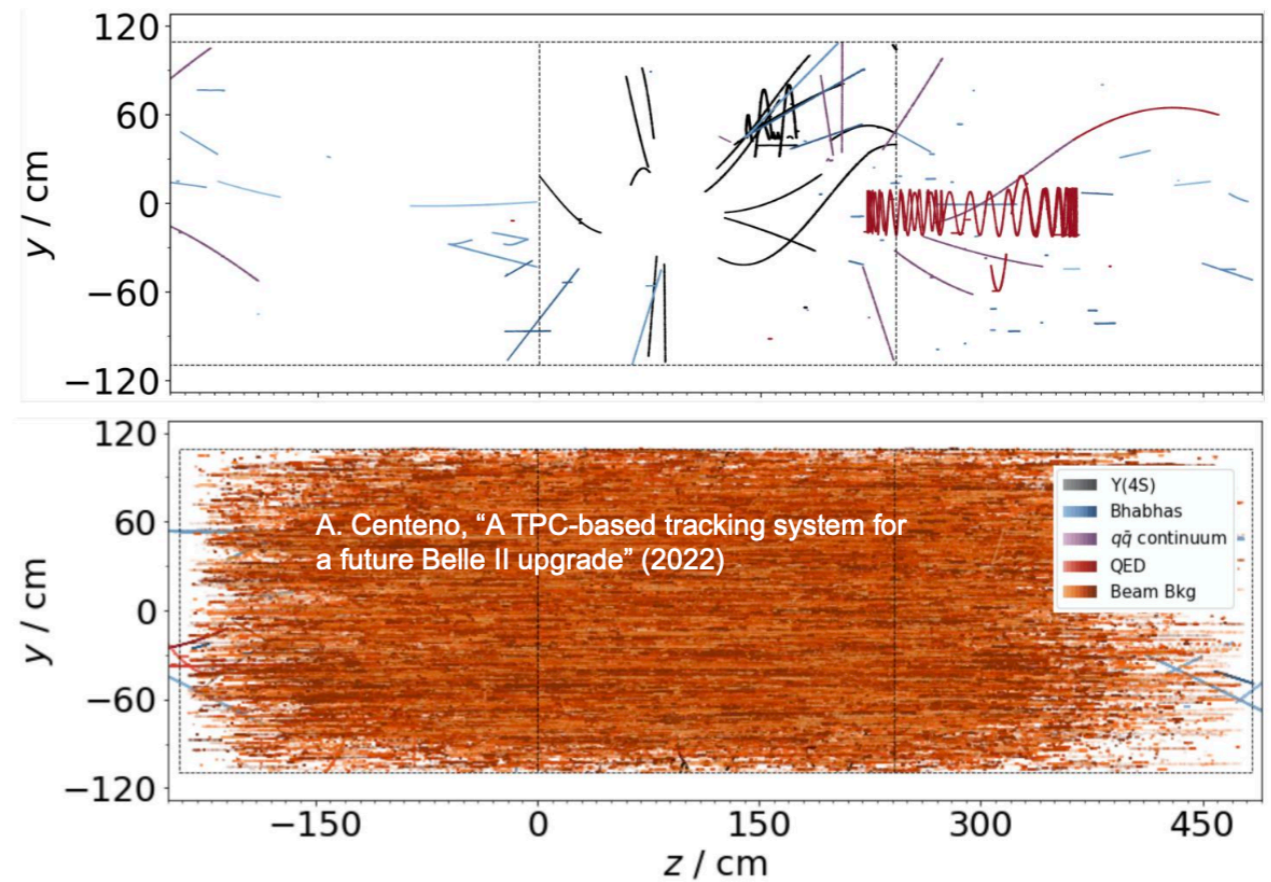 120
60
0
−60
−120
y / cm
120
60
0
−60
−120
y / cm
A. Centeno, “A TPC-based tracking system for
a future Belle II upgrade” (2022)
Υ(4S)
Bhabhas
qq̄ continuum
QED
Beam Bkg
−150 0 150 300 450
z / cm